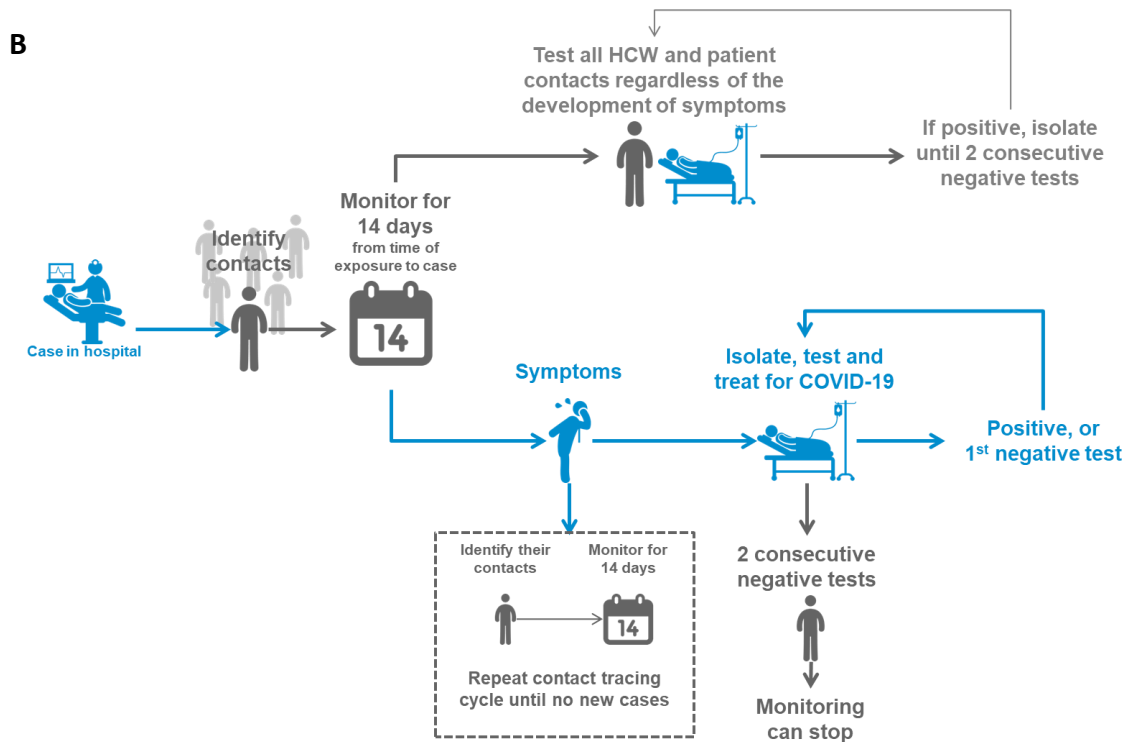 B
Test all HCW and patient
contacts regardless of the
development of symptoms
If positive, isolate
until 2 consecutive
negative tests
Monitor for
14 days
from time of
exposure to case
14
Identify
contacts
Case in hospital
Symptoms
Isolate, test and
treat for COVID-19
Positive, or
1st negative test
Identify their
contacts
Monitor for
14 days
14
Repeat contact tracing
cycle until no new cases
2 consecutive
negative tests
Monitoring
can stop